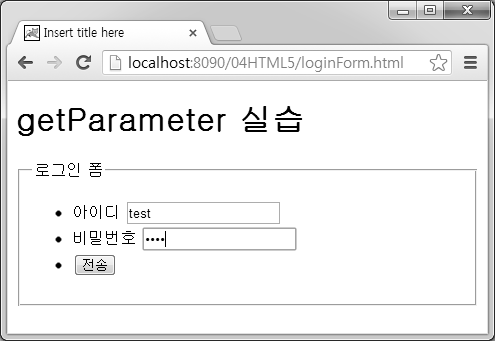 Insert title here
localhost:8090/04HTML5/loginForm.html
getParameter 실습
로그인 폼
아이디 test
비밀번호 ••••
전송